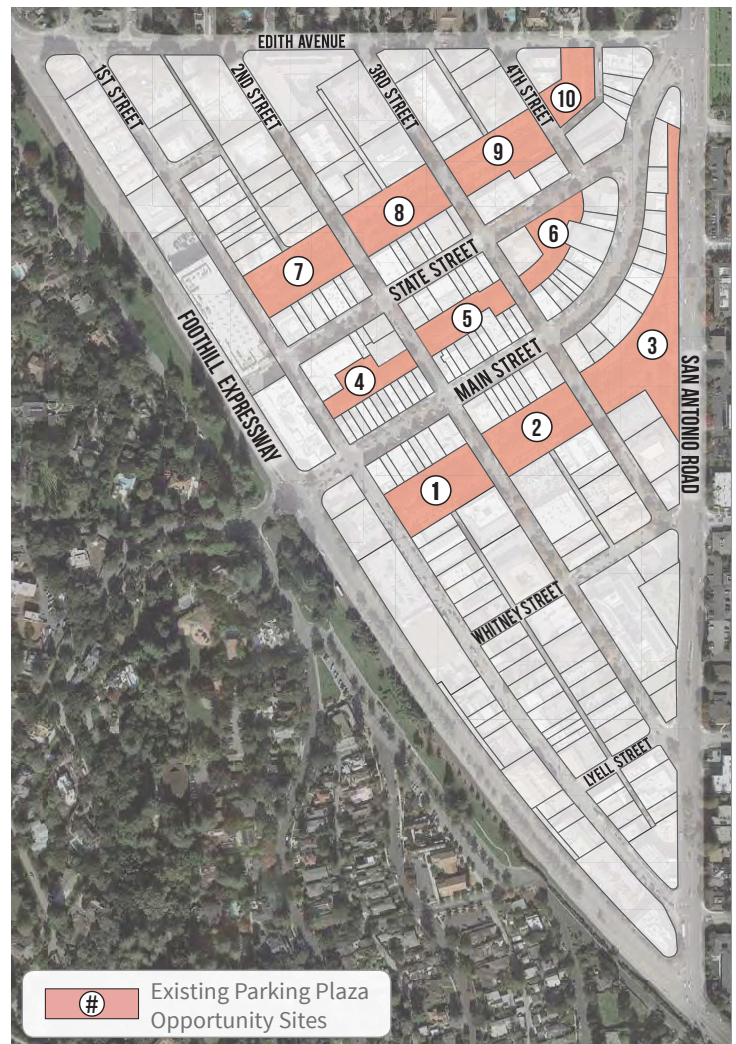 EDITH AVENUE
1ST STREET
2ND STREET
3RD STREET
4TH STREET
10
9
8
6
7
STATE STREET
5
3
FOOTHILL EXPRESSWAY
4
MAIN STREET
SAN ANTONIO ROAD
2
1
WHITNEY STREET
LYELL STREET
# Existing Parking Plaza
Opportunity Sites